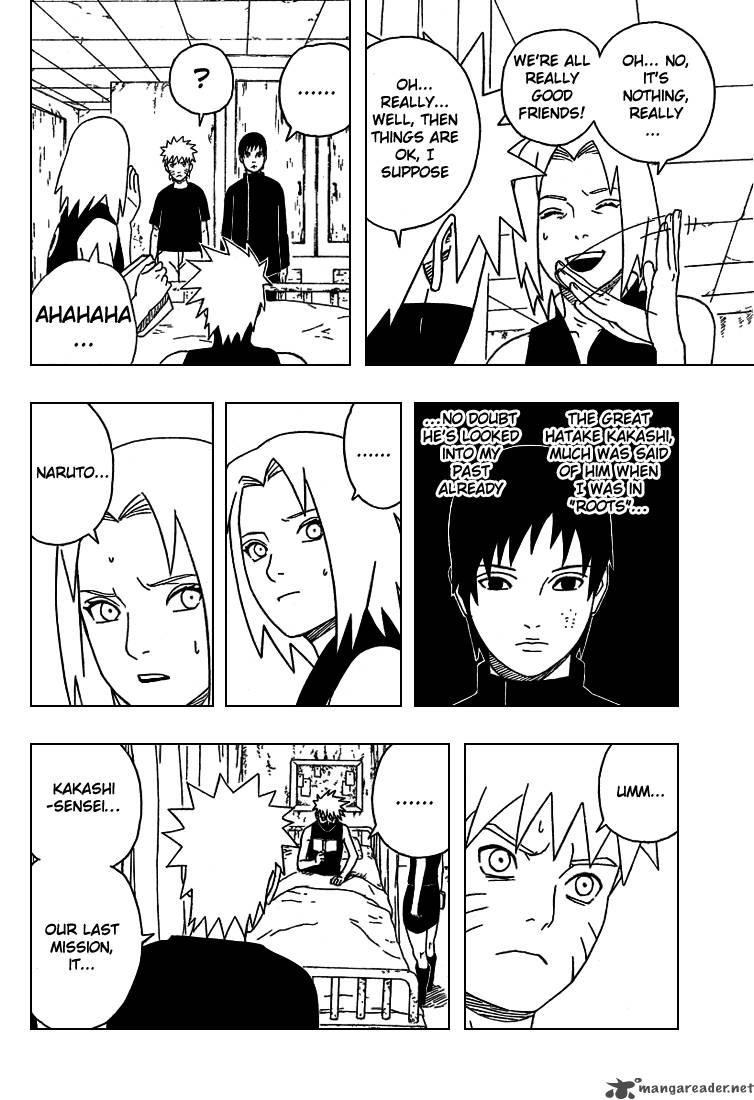 OH... NO,
IT'S
NOTHING,
REALLY
...
WE'RE ALL
REALLY
GOOD
FRIENDS!
OH...
REALLY...
WELL, THEN
THINGS ARE
OK, I
SUPPOSE
.......
?
AHAHAHA
...
THE GREAT
HATAKE KAKASHI,
MUCH WAS SAID
OF HIM WHEN
I WAS IN
"ROOTS"...
...NO DOUBT
HE'S LOOKED
INTO MY
PAST
ALREADY
......
NARUTO...
UMM...
......
KAKASHI
-SENSEI...
OUR LAST
MISSION,
IT...
mangareader.net